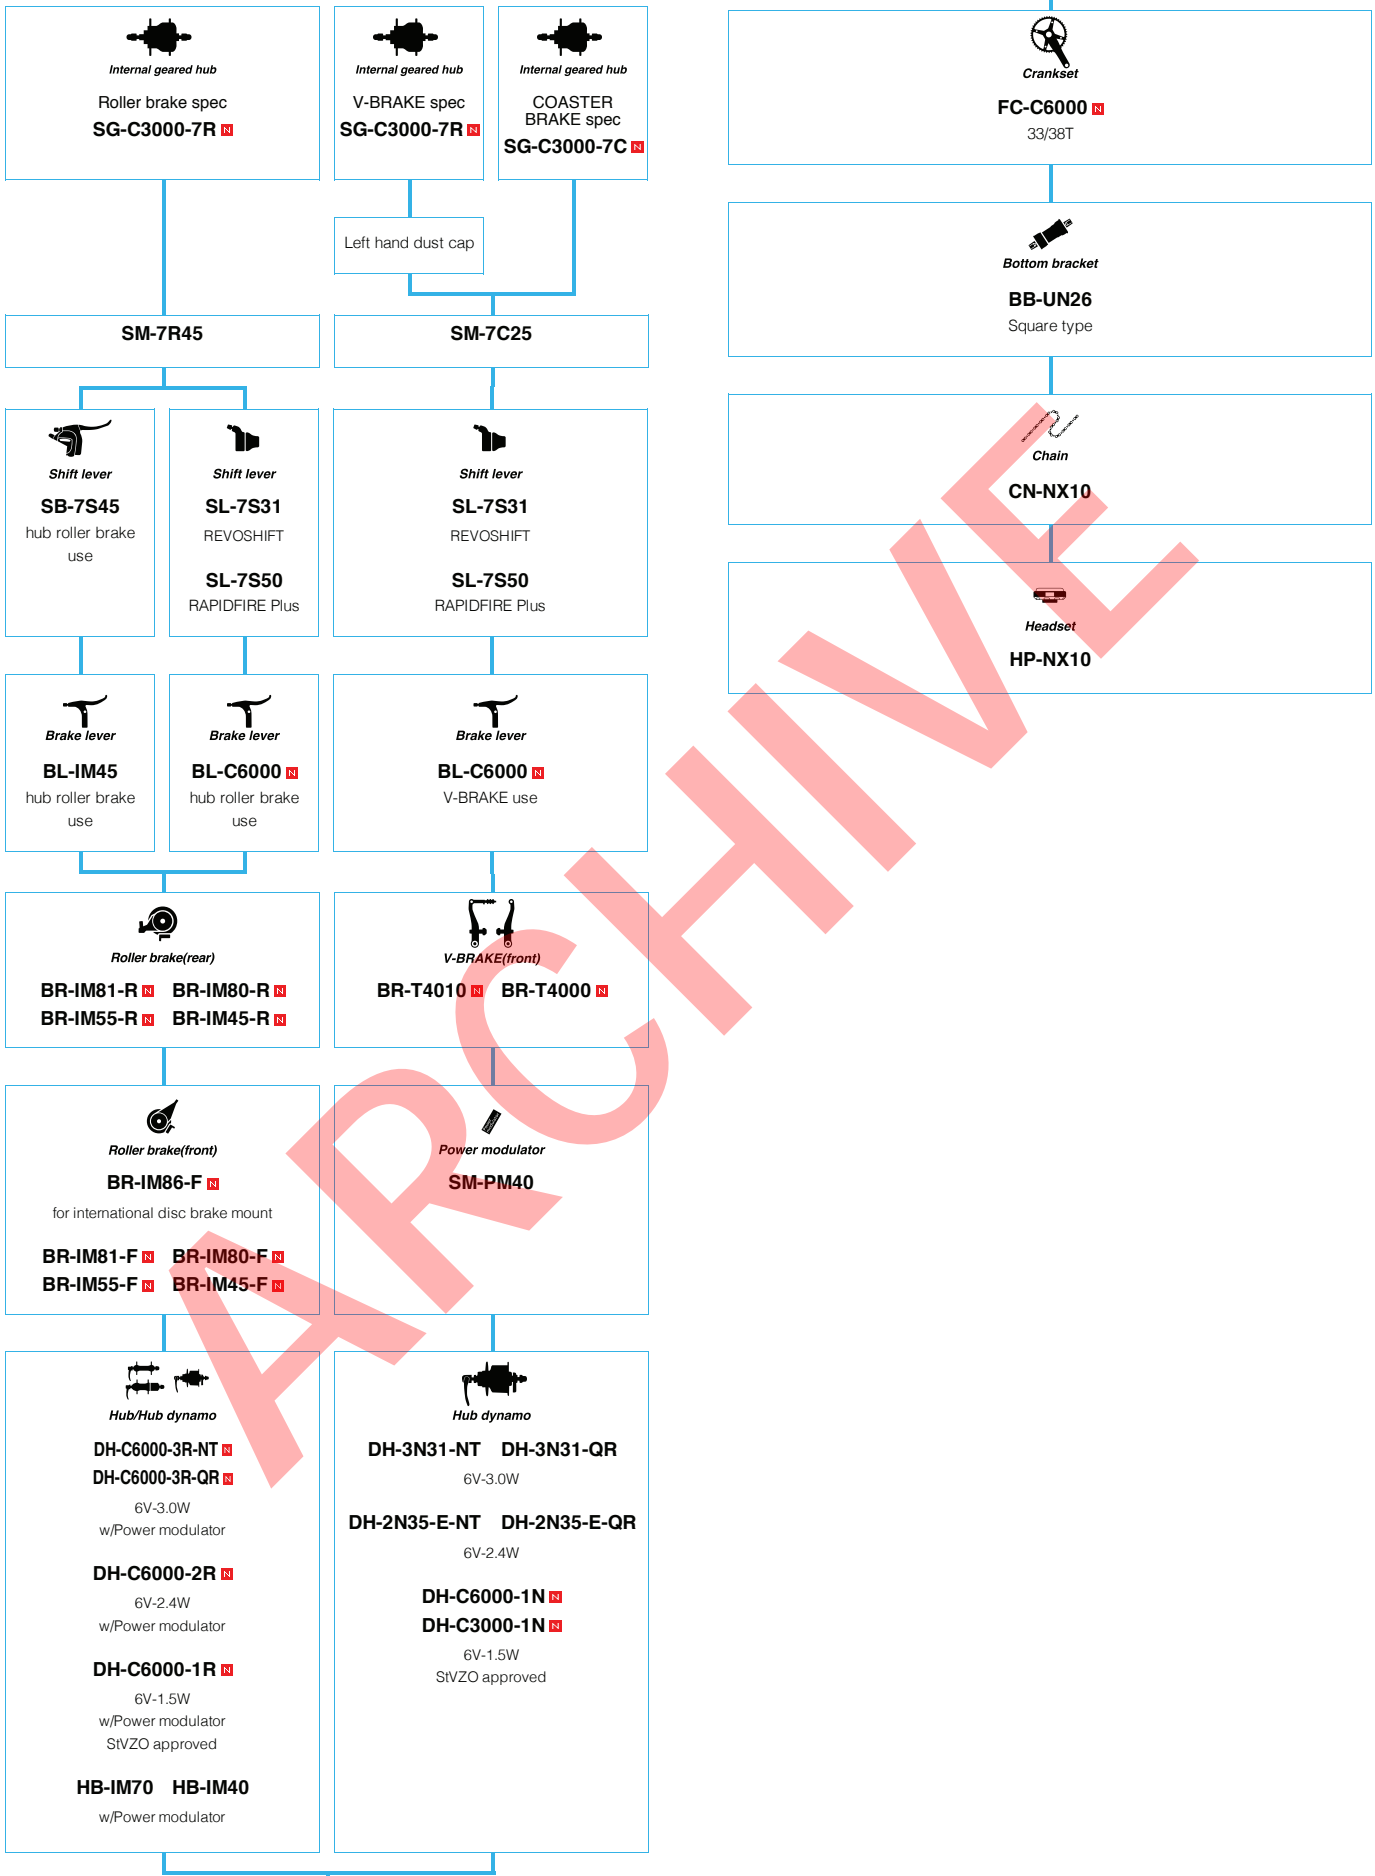 Internal geared hub
Roller brake spec
SG-C3000-7R N
Internal geared hub
V-BRAKE spec
SG-C3000-7R N
Internal geared hub
COASTER
BRAKE spec
SG-C3000-7C N
Left hand dust cap
SM-7R45
SM-7C25
Shift lever
SB-7S45
hub roller brake
use
Shift lever
SL-7S31
REVOSHIFT
SL-7S50
RAPIDFIRE Plus
Shift lever
SL-7S31
REVOSHIFT
SL-7S50
RAPIDFIRE Plus
Brake lever
BL-IM45
hub roller brake
use
Brake lever
BL-C6000 N
hub roller brake
use
Brake lever
BL-C6000 N
V-BRAKE use
Roller brake(rear)
BR-IM81-R N BR-IM80-R N
BR-IM55-R N BR-IM45-R N
V-BRAKE(front)
BR-T4010 N BR-T4000 N
Roller brake(front)
BR-IM86-F N
for international disc brake mount
BR-IM81-F N BR-IM80-F N
BR-IM55-F N BR-IM45-F N
Power modulator
SM-PM40
Hub/Hub dynamo
DH-C6000-3R-NT N
DH-C6000-3R-QR N
6V-3.0W
w/Power modulator
DH-C6000-2R N
6V-2.4W
w/Power modulator
DH-C6000-1R N
6V-1.5W
w/Power modulator
StVZO approved
HB-IM70 HB-IM40
w/Power modulator
Hub dynamo
DH-3N31-NT DH-3N31-QR
6V-3.0W
DH-2N35-E-NT DH-2N35-E-QR
6V-2.4W
DH-C6000-1N N
DH-C3000-1N N
6V-1.5W
StVZO approved
Crankset
FC-C6000 N
33/38T
Bottom bracket
BB-UN26
Square type
Chain
CN-NX10
Headset
HP-NX10
ARCHIVE